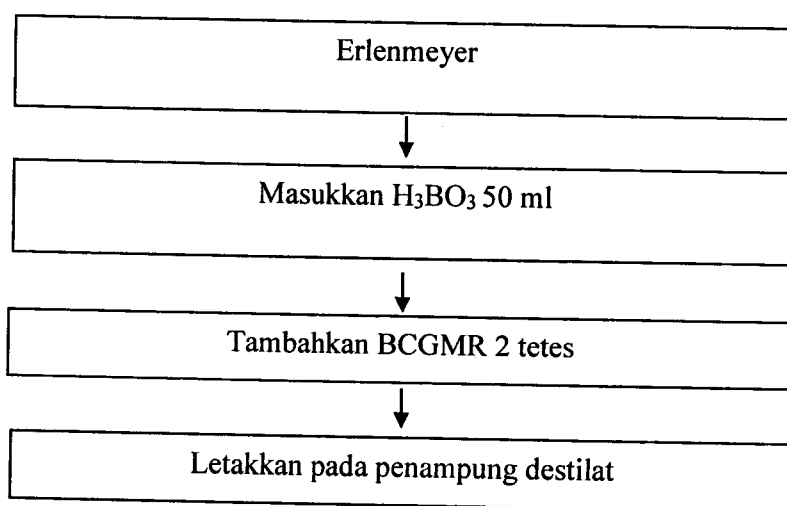 Erlenmeyer
Masukkan H₃BO₃ 50 ml
Tambahkan BCGMR 2 tetes
Letakkan pada penampung destilat